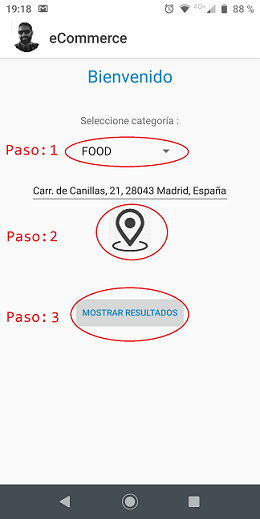 19:18 4G+ 88 %
eCommerce
Bienvenido
Seleccione categoría :
Paso: 1 FOOD
Carr. de Canillas, 21, 28043 Madrid, España
Paso: 2
Paso: 3 MOSTRAR RESULTADOS